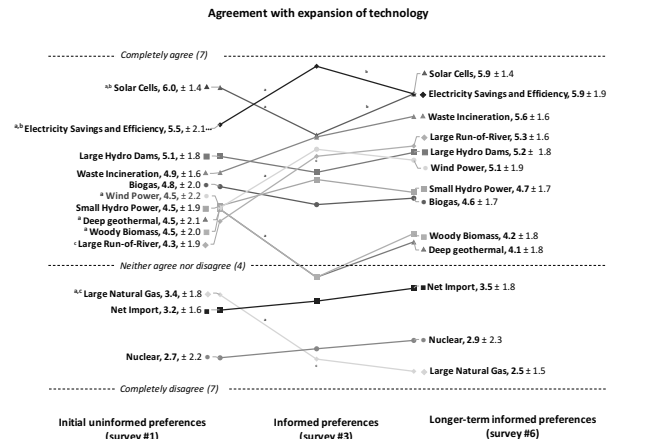 Agreement with expansion of technology
Completely agree (7)
a,b Solar Cells, 6.0, ± 1.4
a,b Electricity Savings and Efficiency, 5.5, ± 2.1
Large Hydro Dams, 5.1, ± 1.8
Waste Incineration, 4.9, ± 1.6
Biogas, 4.8, ± 2.0
a Wind Power, 4.5, ± 2.2
Small Hydro Power, 4.5, ± 1.9
a Deep geothermal, 4.5, ± 2.1
a Woody Biomass, 4.5, ± 2.0
c Large Run-of-River, 4.3, ± 1.9
Neither agree nor disagree (4)
a,c Large Natural Gas, 3.4, ± 1.8
Net Import, 3.2, ± 1.6
Nuclear, 2.7, ± 2.2
Completely disagree (7)
Solar Cells, 5.9 ± 1.4
Electricity Savings and Efficiency, 5.9 ± 1.9
Waste Incineration, 5.6 ± 1.6
Large Run-of-River, 5.3 ± 1.6
Large Hydro Dams, 5.2 ± 1.8
Wind Power, 5.1 ± 1.9
Small Hydro Power, 4.7 ± 1.7
Biogas, 4.6 ± 1.7
Woody Biomass, 4.2 ± 1.8
Deep geothermal, 4.1 ± 1.8
Net Import, 3.5 ± 1.8
Nuclear, 2.9 ± 2.3
Large Natural Gas, 2.5 ± 1.5
Initial uninformed preferences
(survey #1)
Informed preferences
(survey #3)
Longer-term informed preferences
(survey #6)